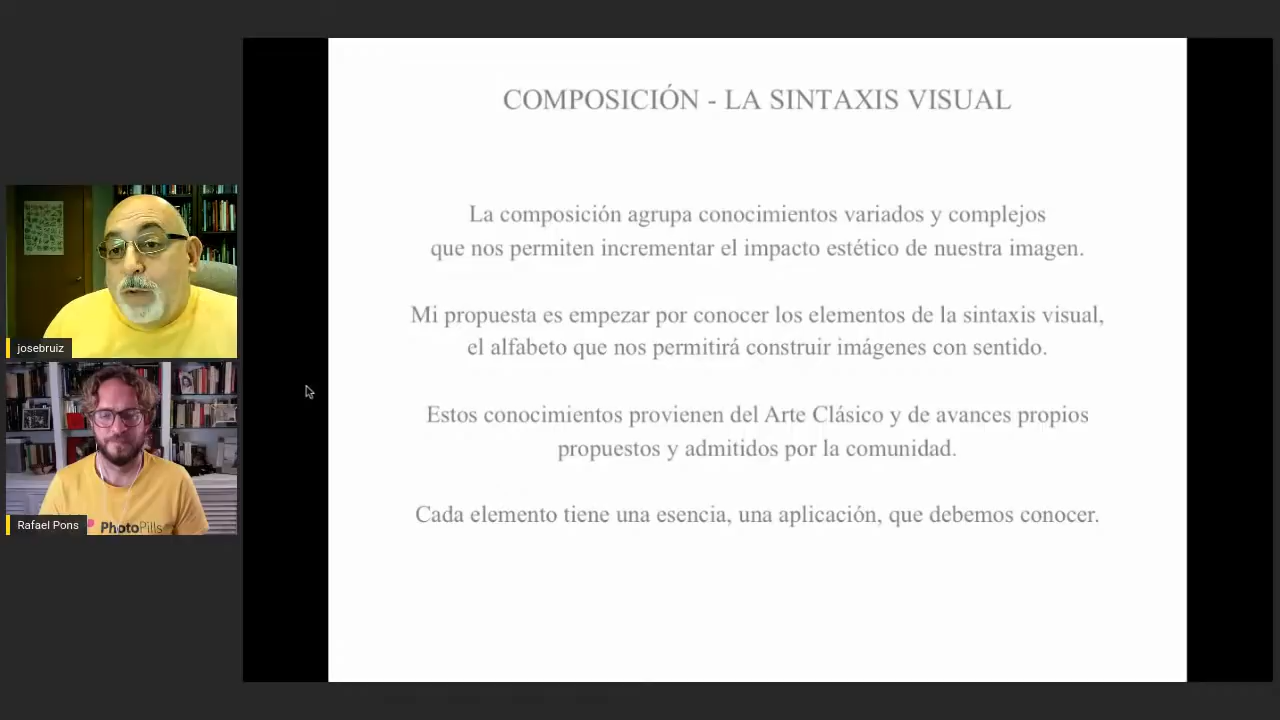 COMPOSICIÓN - LA SINTAXIS VISUAL
La composición agrupa conocimientos variados y complejos
que nos permiten incrementar el impacto estético de nuestra imagen.
Mi propuesta es empezar por conocer los elementos de la sintaxis visual,
el alfabeto que nos permitirá construir imágenes con sentido.
Estos conocimientos provienen del Arte Clásico y de avances propios
propuestos y admitidos por la comunidad.
Cada elemento tiene una esencia, una aplicación, que debemos conocer.
josebruiz
Rafael Pons
PhotoPills